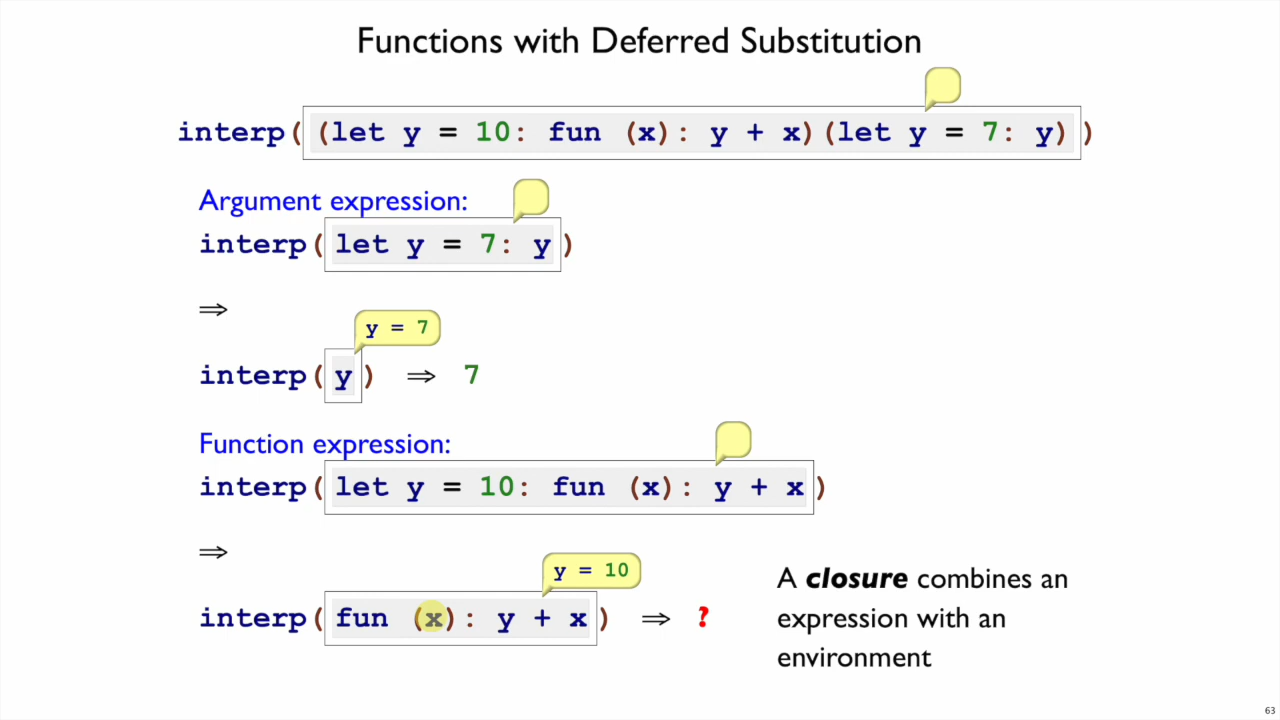 Functions with Deferred Substitution
interp( (let y = 10: fun (x): y + x)(let y = 7: y) )
Argument expression:
interp( let y = 7: y )
⇒
y = 7
interp( y ) ⇒ 7
Function expression:
interp( let y = 10: fun (x): y + x )
⇒
y = 10
interp( fun (x): y + x ) ⇒ ?
A closure combines an
expression with an
environment
63